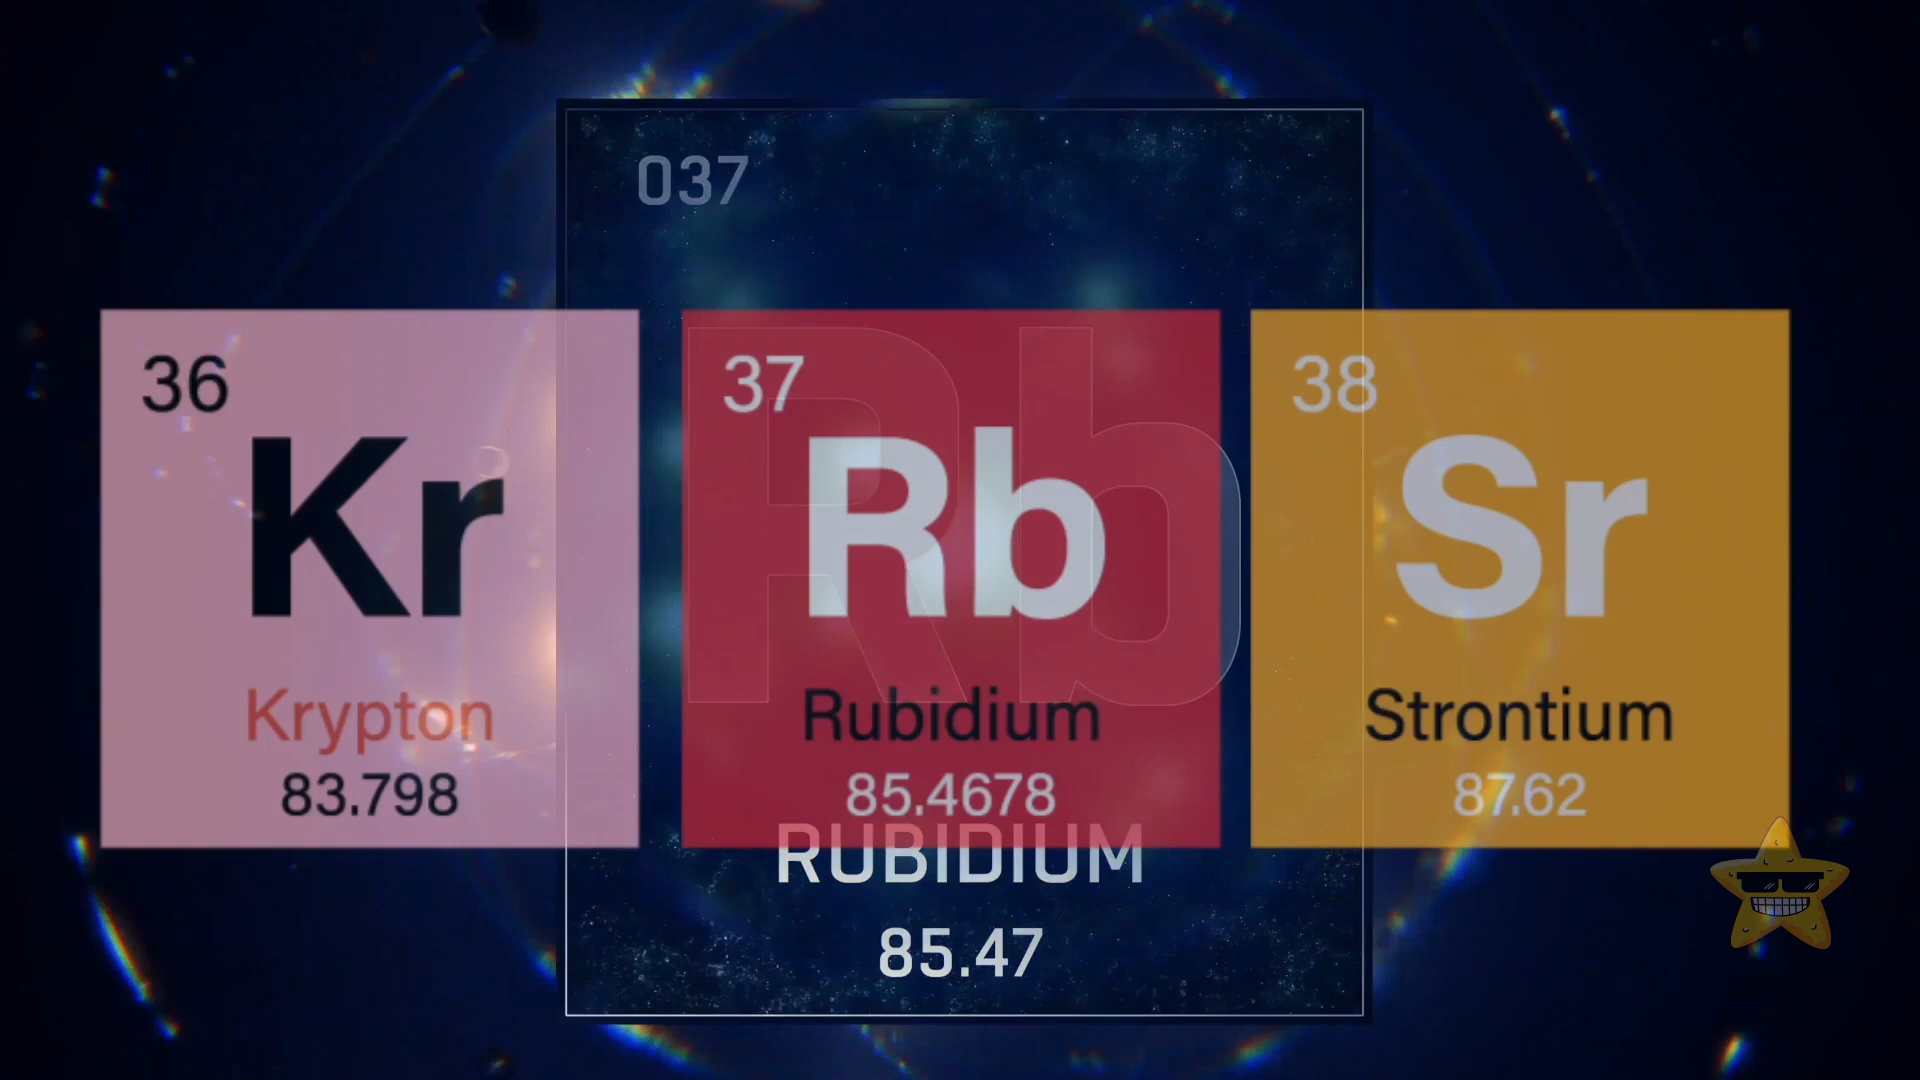 037
36
Kr
Krypton
83.798
37
Rb
Rubidium
85.4678
38
Sr
Strontium
87.62
Rb
RUBIDIUM
85.47